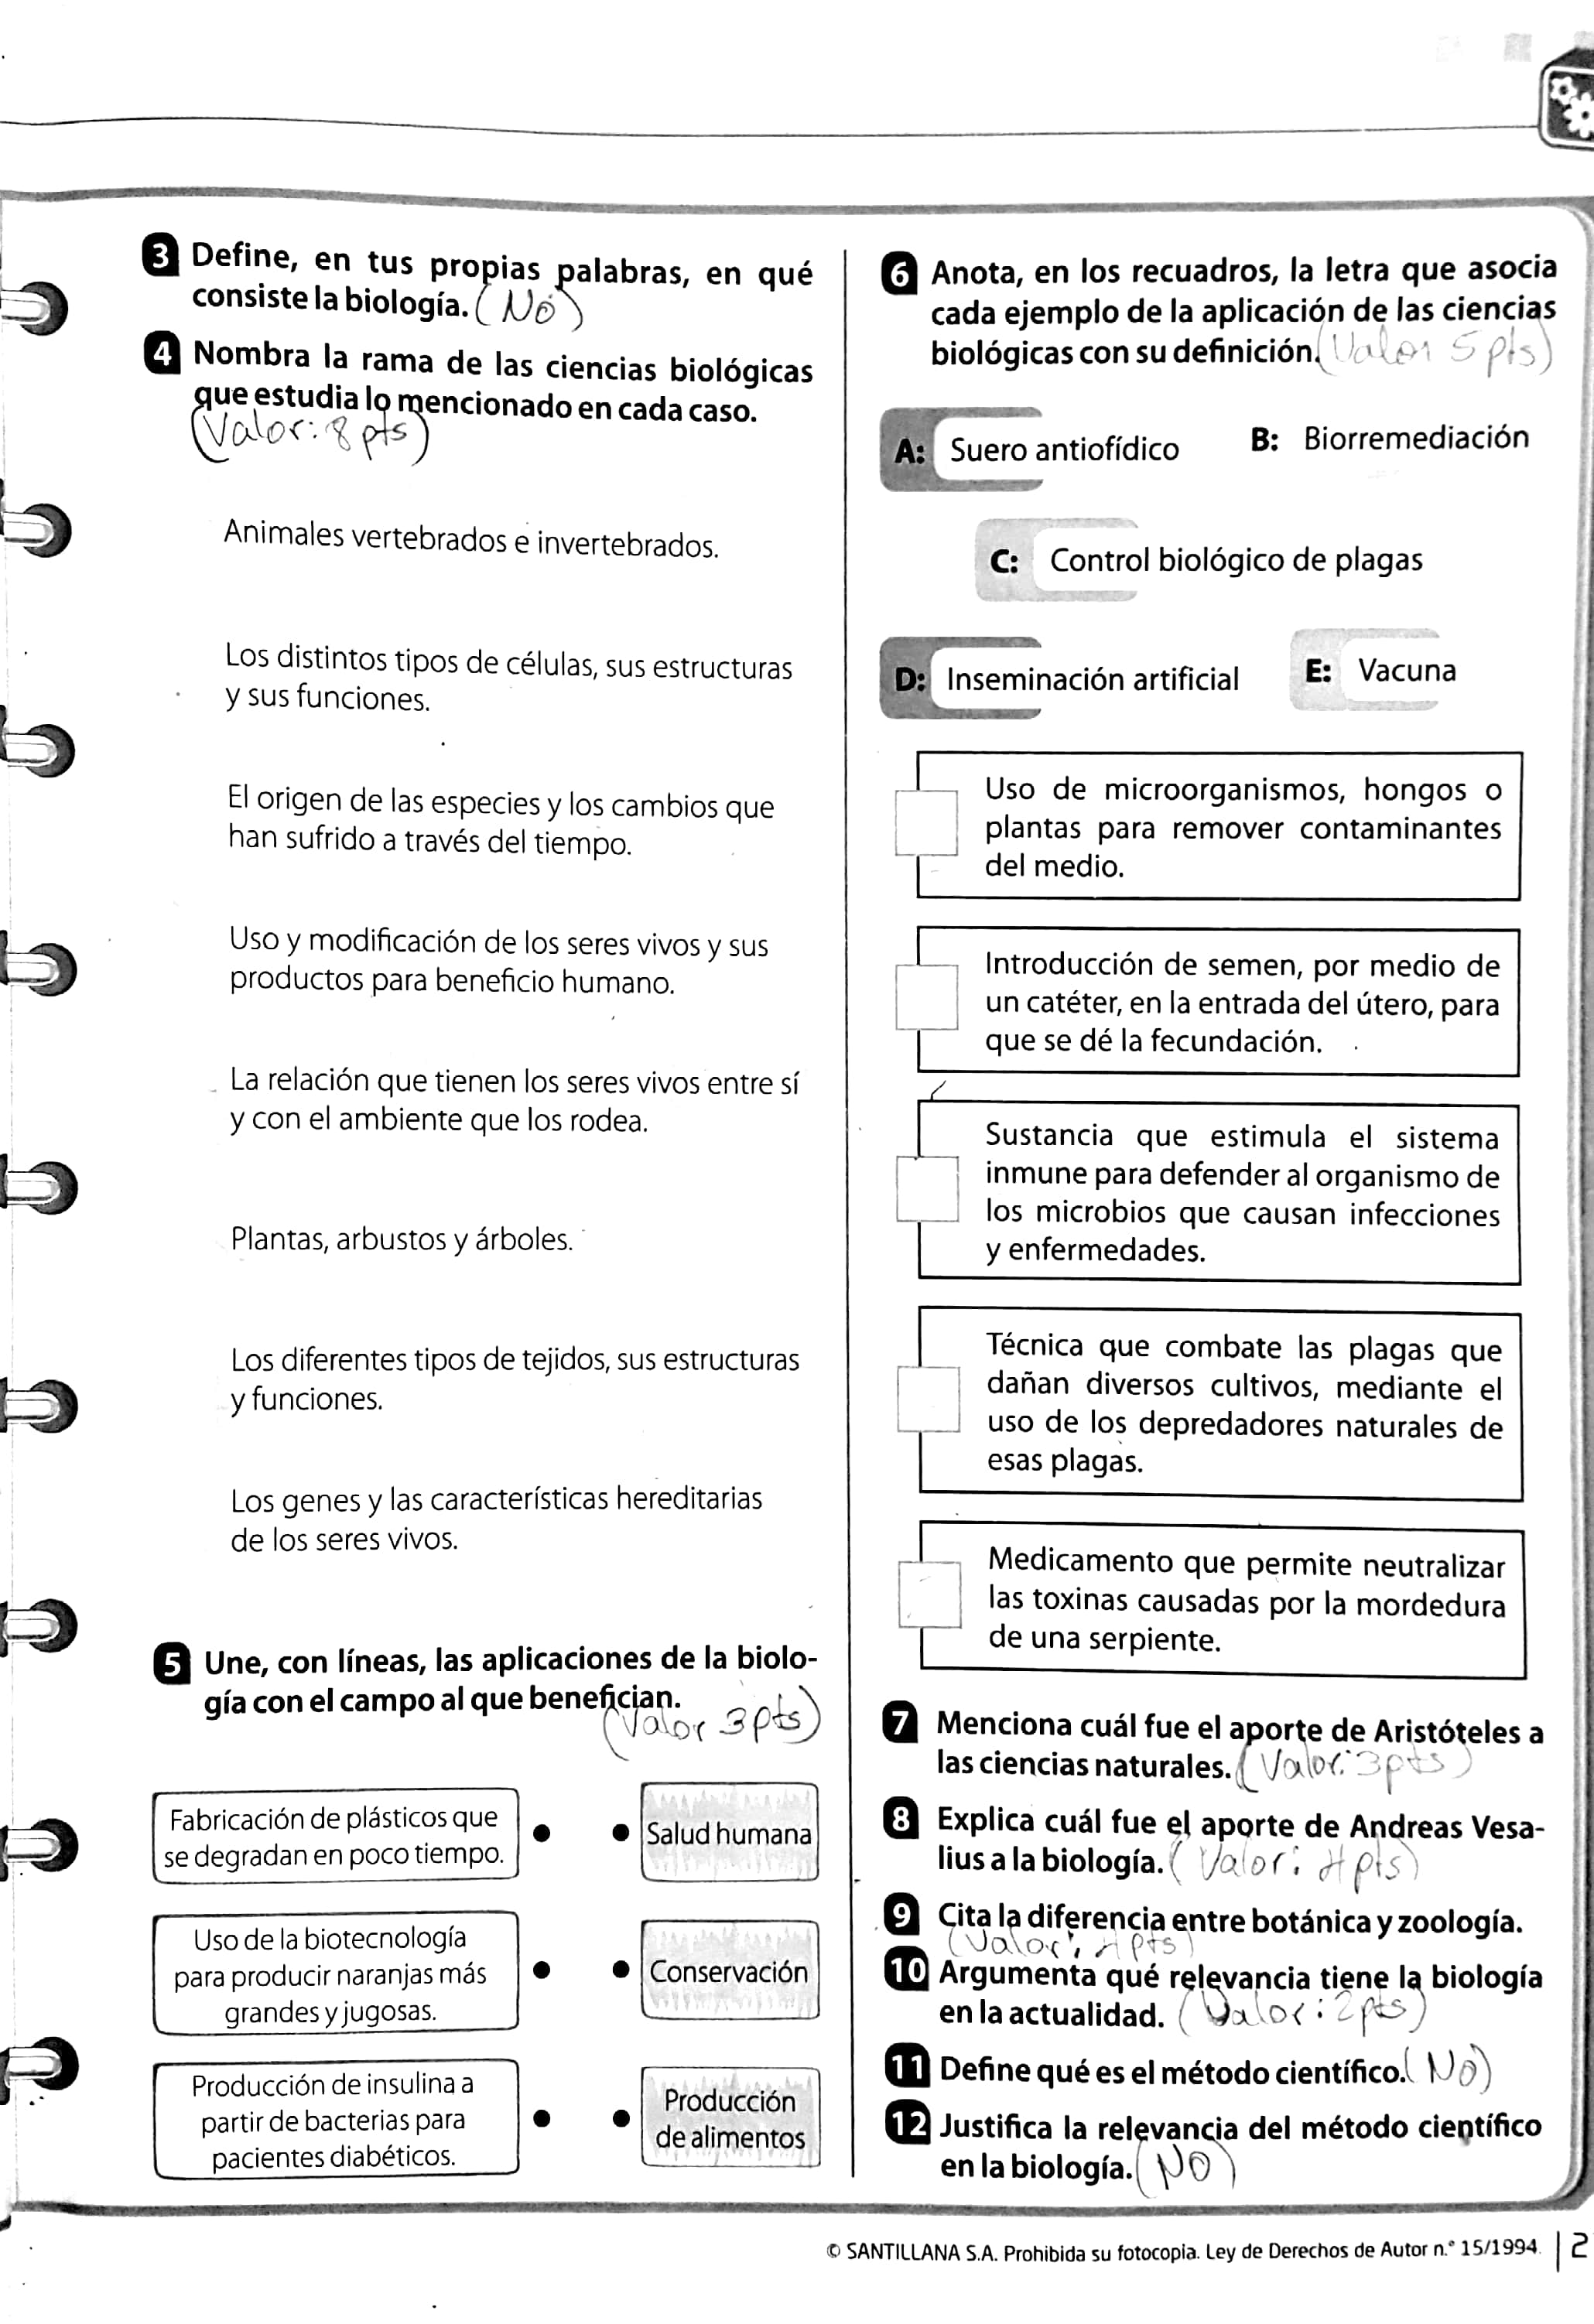 3 Define, en tus propias palabras, en qué
consiste la biología. (No)
4 Nombra la rama de las ciencias biológicas
que estudia lo mencionado en cada caso.
(Valor: 8 pts)
Animales vertebrados e invertebrados.
Los distintos tipos de células, sus estructuras
y sus funciones.
El origen de las especies y los cambios que
han sufrido a través del tiempo.
Uso y modificación de los seres vivos y sus
productos para beneficio humano.
La relación que tienen los seres vivos entre sí
y con el ambiente que los rodea.
Plantas, arbustos y árboles.
Los diferentes tipos de tejidos, sus estructuras
y funciones.
Los genes y las características hereditarias
de los seres vivos.
5 Une, con líneas, las aplicaciones de la biolo-
gía con el campo al que benefician.
(Valor 3 pts)
Fabricación de plásticos que
se degradan en poco tiempo.
Salud humana
Uso de la biotecnología
para producir naranjas más
grandes y jugosas.
Conservación
Producción de insulina a
partir de bacterias para
pacientes diabéticos.
Producción
de alimentos
6 Anota, en los recuadros, la letra que asocia
cada ejemplo de la aplicación de las ciencias
biológicas con su definición. (Valor 5 pts)
A: Suero antiofídico
B: Biorremediación
C: Control biológico de plagas
D: Inseminación artificial
E: Vacuna
Uso de microorganismos, hongos o
plantas para remover contaminantes
del medio.
Introducción de semen, por medio de
un catéter, en la entrada del útero, para
que se dé la fecundación.
Sustancia que estimula el sistema
inmune para defender al organismo de
los microbios que causan infecciones
y enfermedades.
Técnica que combate las plagas que
dañan diversos cultivos, mediante el
uso de los depredadores naturales de
esas plagas.
Medicamento que permite neutralizar
las toxinas causadas por la mordedura
de una serpiente.
7 Menciona cuál fue el aporte de Aristóteles a
las ciencias naturales. (Valor: 3pts)
8 Explica cuál fue el aporte de Andreas Vesa-
lius a la biología. (Valor: pts)
9 Cita la diferencia entre botánica y zoología.
(Valor: pts)
10 Argumenta qué relevancia tiene la biología
en la actualidad. (Valor: 2pts)
11 Define qué es el método científico. (No)
12 Justifica la relevancia del método científico
en la biología. (NO)
© SANTILLANA S.A. Prohibida su fotocopia. Ley de Derechos de Autor n.° 15/1994.
2